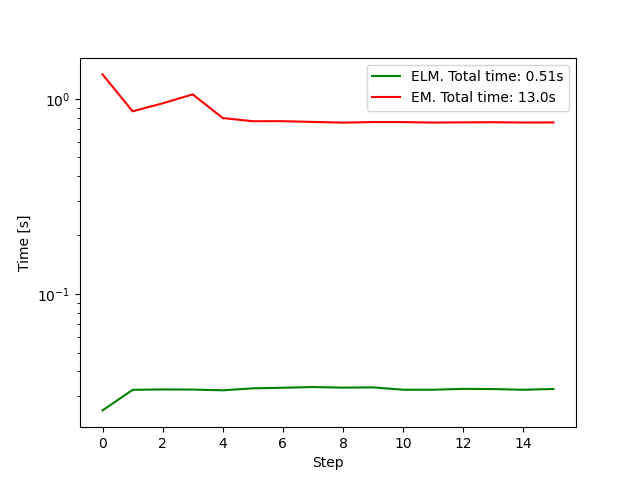 ELM. Total time: 0.51s
EM. Total time: 13.0s
10⁰
10⁻¹
Time [s]
0 2 4 6 8 10 12 14
Step